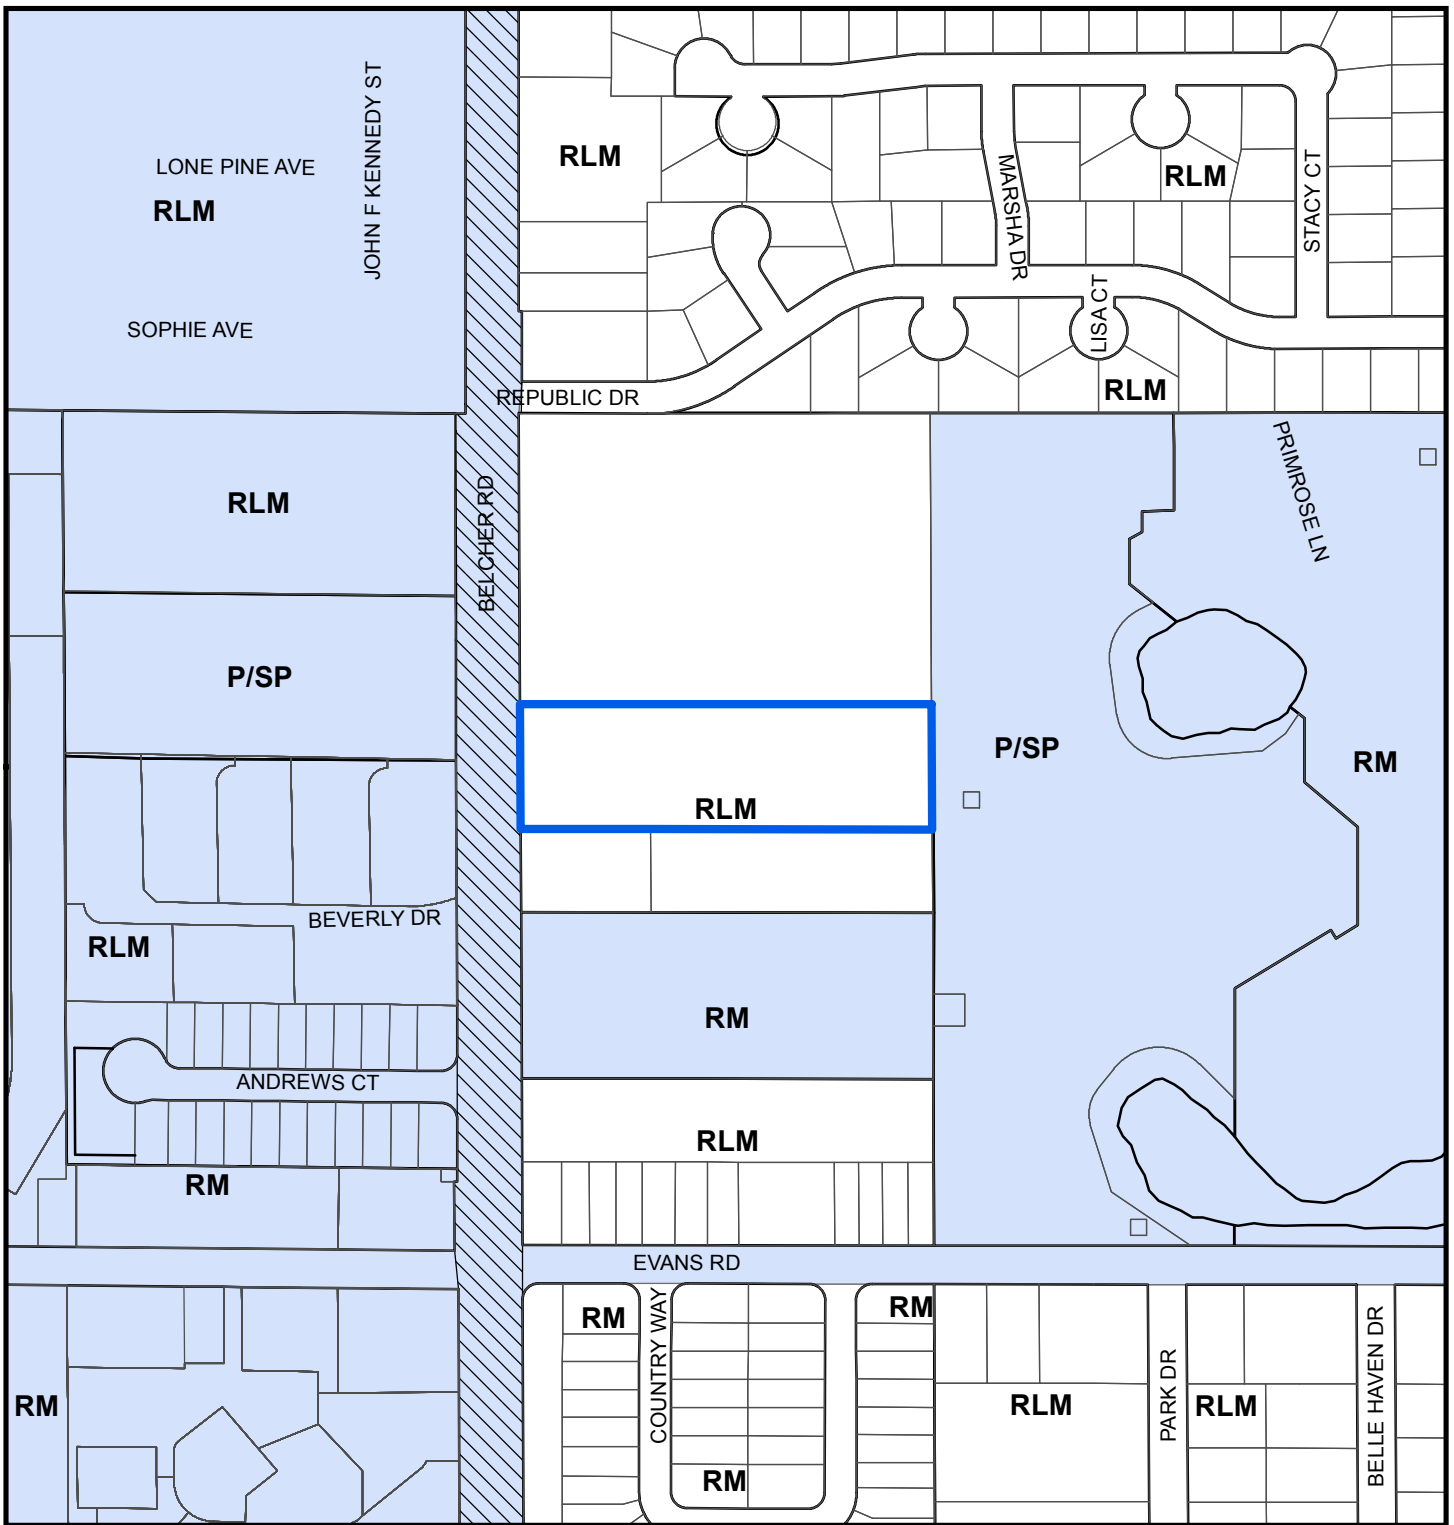 JOHN F KENNEDY ST
LONE PINE AVE
RLM
SOPHIE AVE
RLM
MARSHA DR
RLM
STACY CT
LISA CT
RLM
REPUBLIC DR
PRIMROSE LN
RLM
BELCHER RD
P/SP
P/SP
RM
RLM
BEVERLY DR
RLM
RM
ANDREWS CT
RLM
RM
EVANS RD
RM
RM
COUNTRY WAY
RM
RLM
PARK DR
RLM
BELLE HAVEN DR
RM